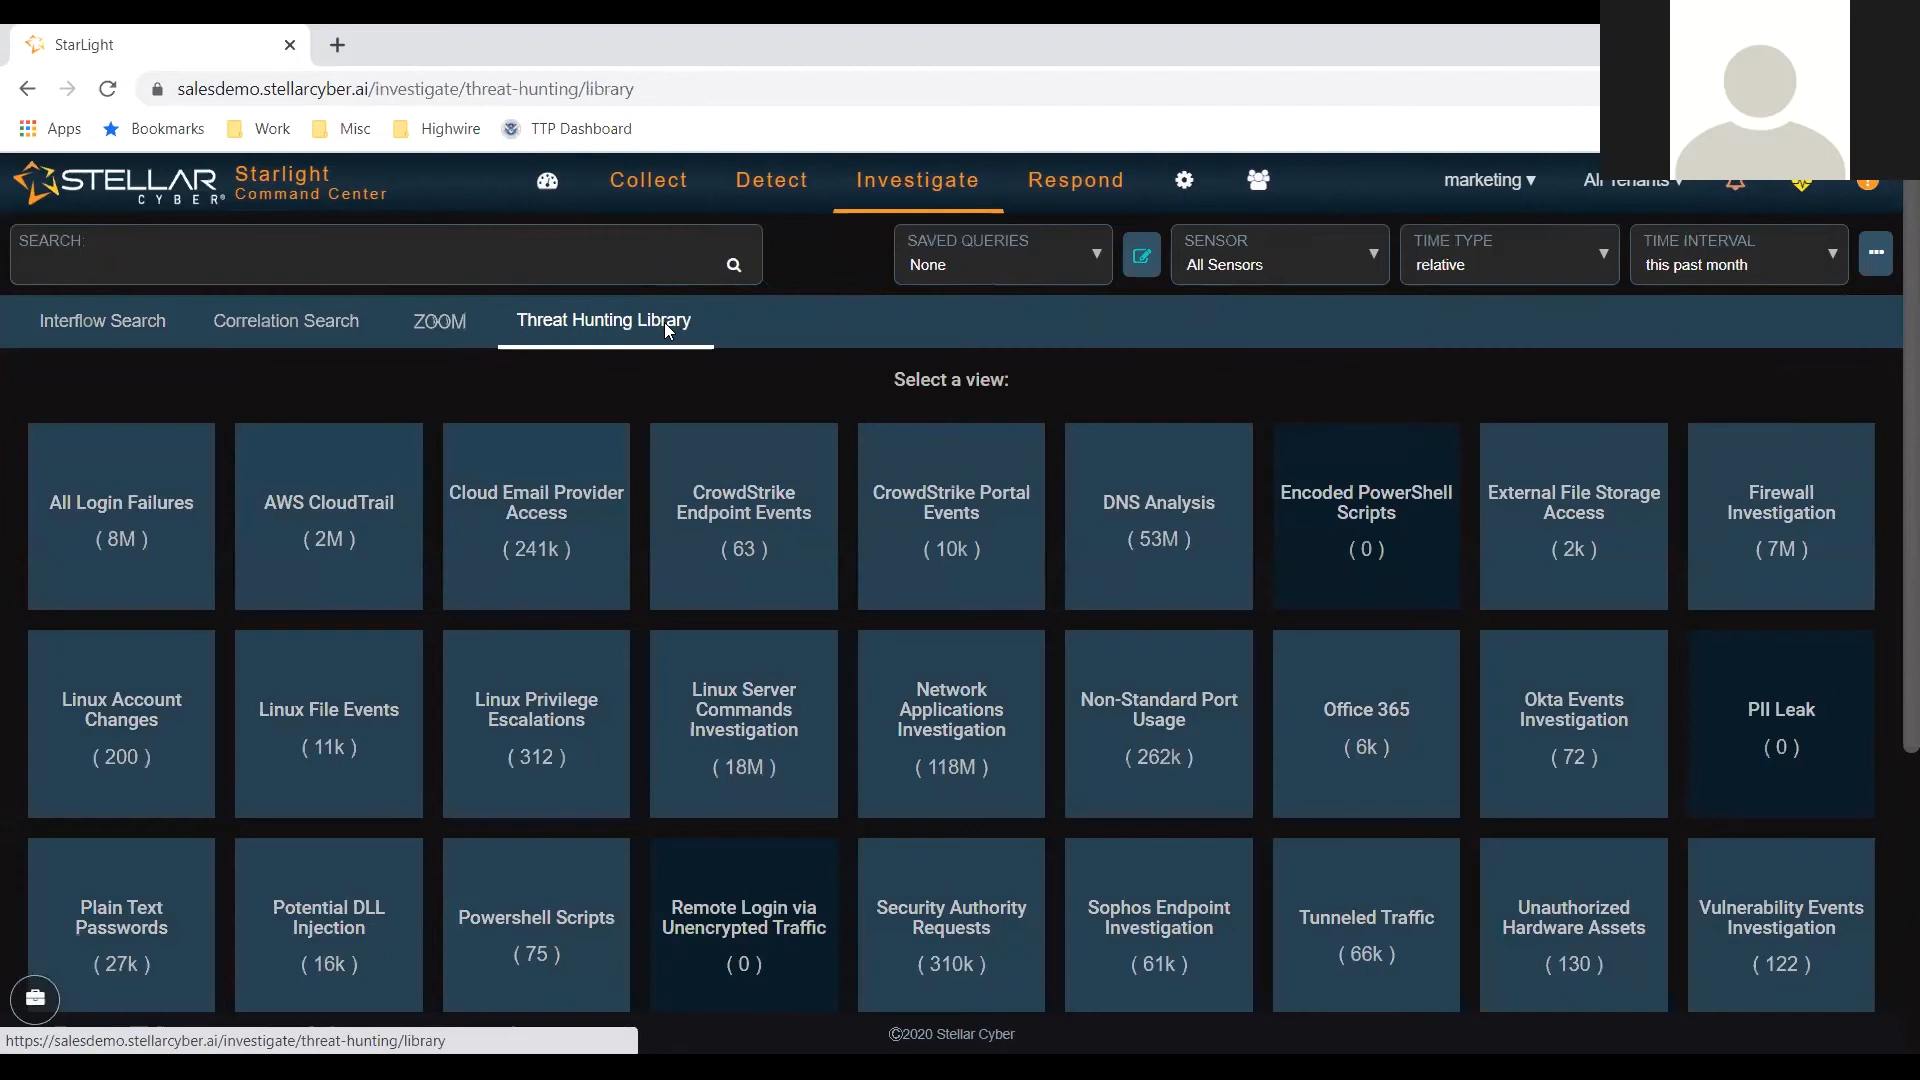 StarLight
salesdemo.stellarcyber.ai/investigate/threat-hunting/library
Apps Bookmarks Work Misc Highwire TTP Dashboard
STELLAR CYBER® Starlight Command Center
Collect Detect Investigate Respond marketing All Tenants
SEARCH:
SAVED QUERIES SENSOR TIME TYPE TIME INTERVAL
None All Sensors relative this past month
Interflow Search Correlation Search ZOOM Threat Hunting Library
Select a view:
All Login Failures
( 8M )
AWS CloudTrail
( 2M )
Cloud Email Provider
Access
( 241k )
CrowdStrike
Endpoint Events
( 63 )
CrowdStrike Portal
Events
( 10k )
DNS Analysis
( 53M )
Encoded PowerShell
Scripts
( 0 )
External File Storage
Access
( 2k )
Firewall
Investigation
( 7M )
Linux Account
Changes
( 200 )
Linux File Events
( 11k )
Linux Privilege
Escalations
( 312 )
Linux Server
Commands
Investigation
( 18M )
Network
Applications
Investigation
( 118M )
Non-Standard Port
Usage
( 262k )
Office 365
( 6k )
Okta Events
Investigation
( 72 )
PII Leak
( 0 )
Plain Text
Passwords
( 27k )
Potential DLL
Injection
( 16k )
Powershell Scripts
( 75 )
Remote Login via
Unencrypted Traffic
( 0 )
Security Authority
Requests
( 310k )
Sophos Endpoint
Investigation
( 61k )
Tunneled Traffic
( 66k )
Unauthorized
Hardware Assets
( 130 )
Vulnerability Events
Investigation
( 122 )
https://salesdemo.stellarcyber.ai/investigate/threat-hunting/library
©2020 Stellar Cyber